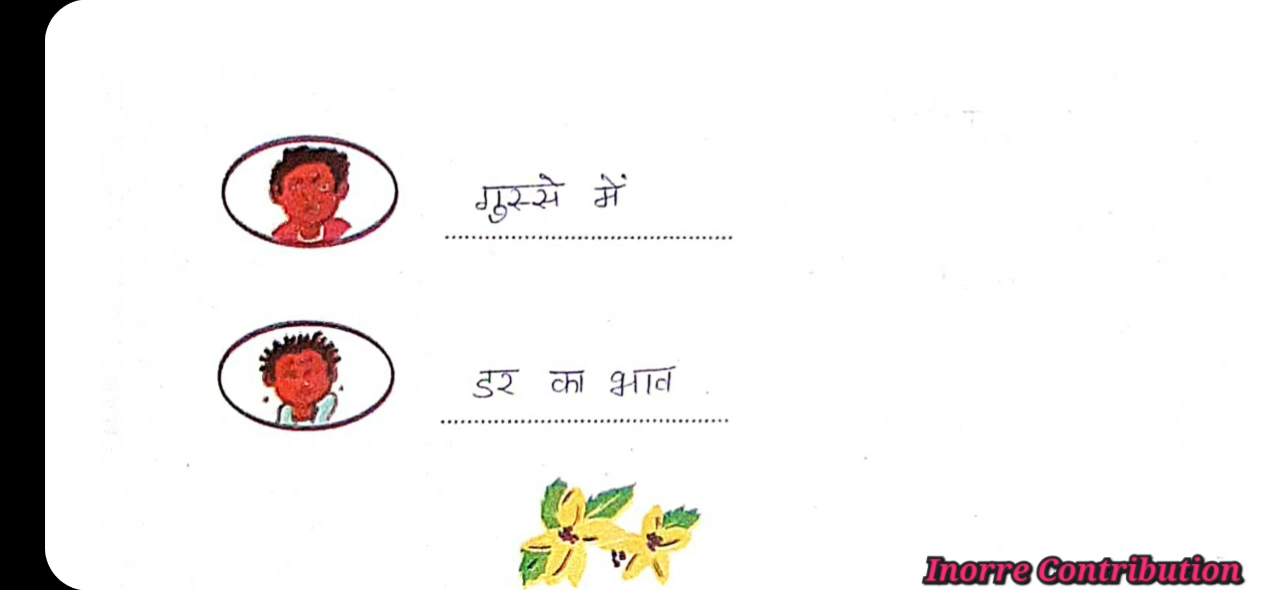 गुस्से में
डर का भाव
Inorre Contribution